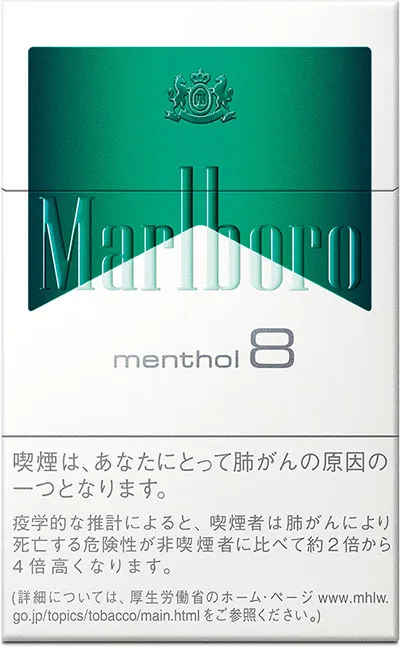 Marlboro
menthol 8
喫煙は、あなたにとって肺がんの原因の
一つとなります。
疫学的な推計によると、喫煙者は肺がんにより
死亡する危険性が非喫煙者に比べて約2倍から
4倍高くなります。
(詳細については、厚生労働省のホーム・ページ www.mhlw.
go.jp/topics/tobacco/main.htmlをご参照ください。)